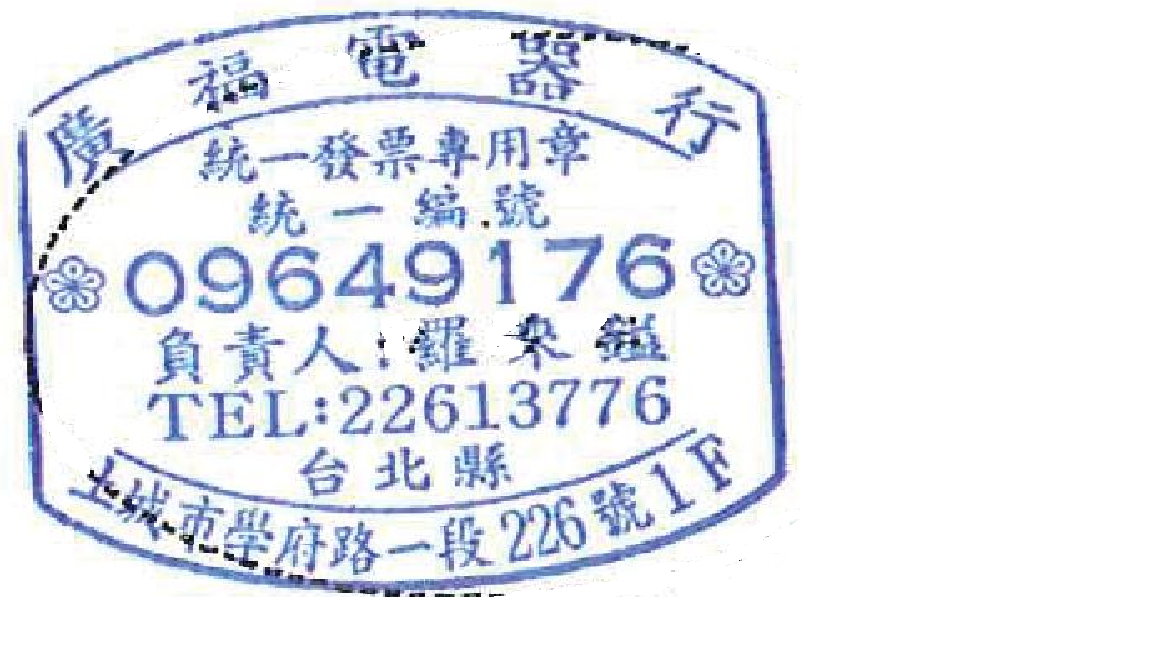 廣福電器行
統一發票專用章
統一編號
09649176
負責人:羅來鎰
TEL:22613776
台北縣
土城市學府路一段226號1F